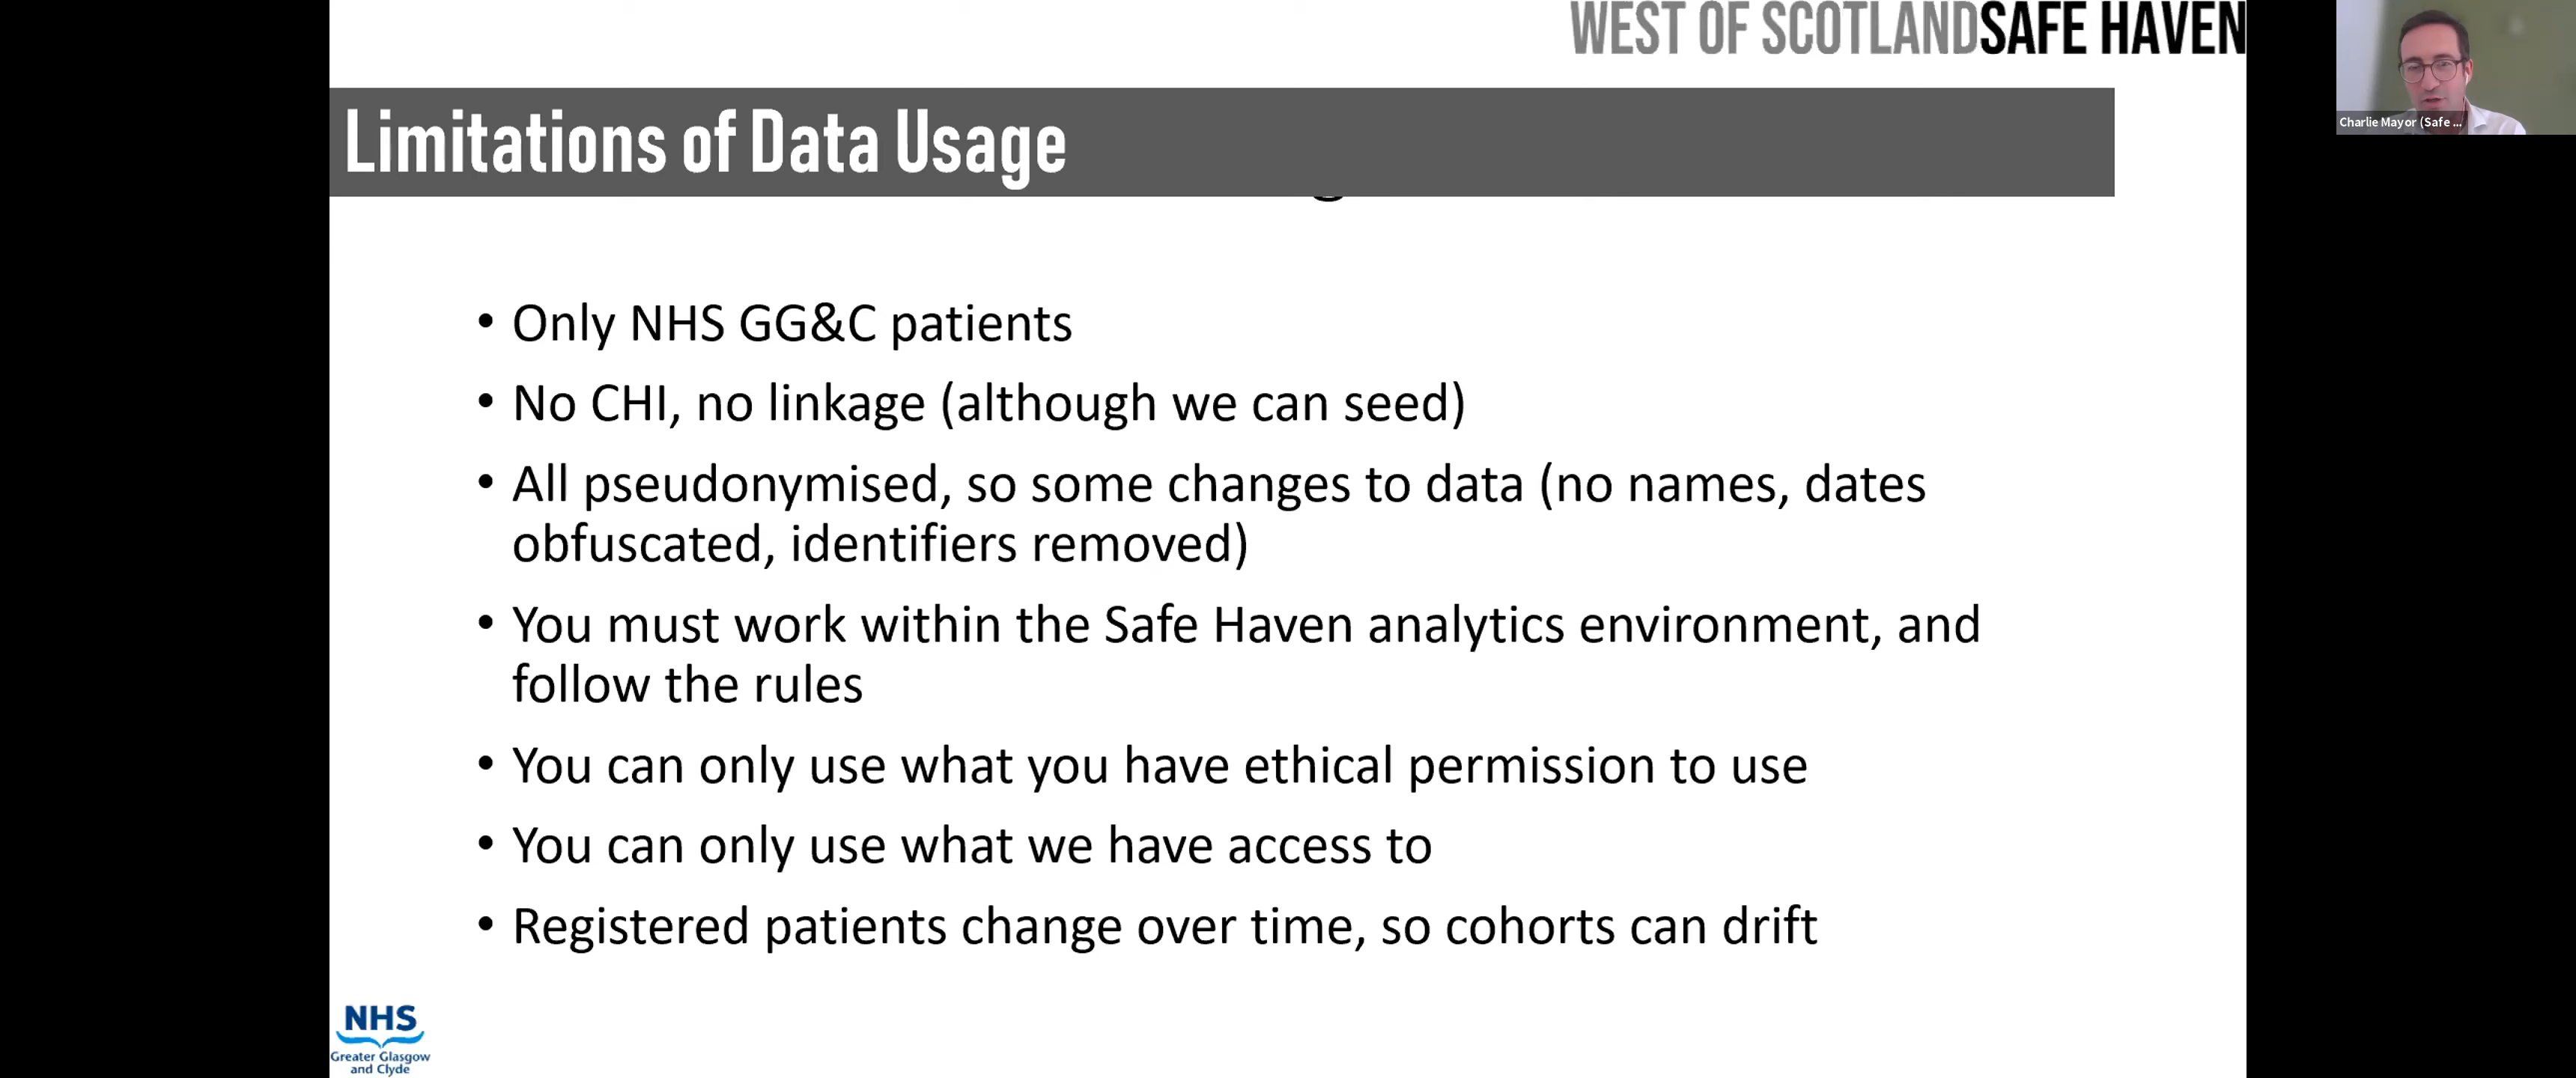 WEST OF SCOTLANDSAFE HAVEN
Charlie Mayor (Safe ...
Limitations of Data Usage
• Only NHS GG&C patients
• No CHI, no linkage (although we can seed)
• All pseudonymised, so some changes to data (no names, dates
obfuscated, identifiers removed)
• You must work within the Safe Haven analytics environment, and
follow the rules
• You can only use what you have ethical permission to use
• You can only use what we have access to
• Registered patients change over time, so cohorts can drift
NHS
Greater Glasgow
and Clyde